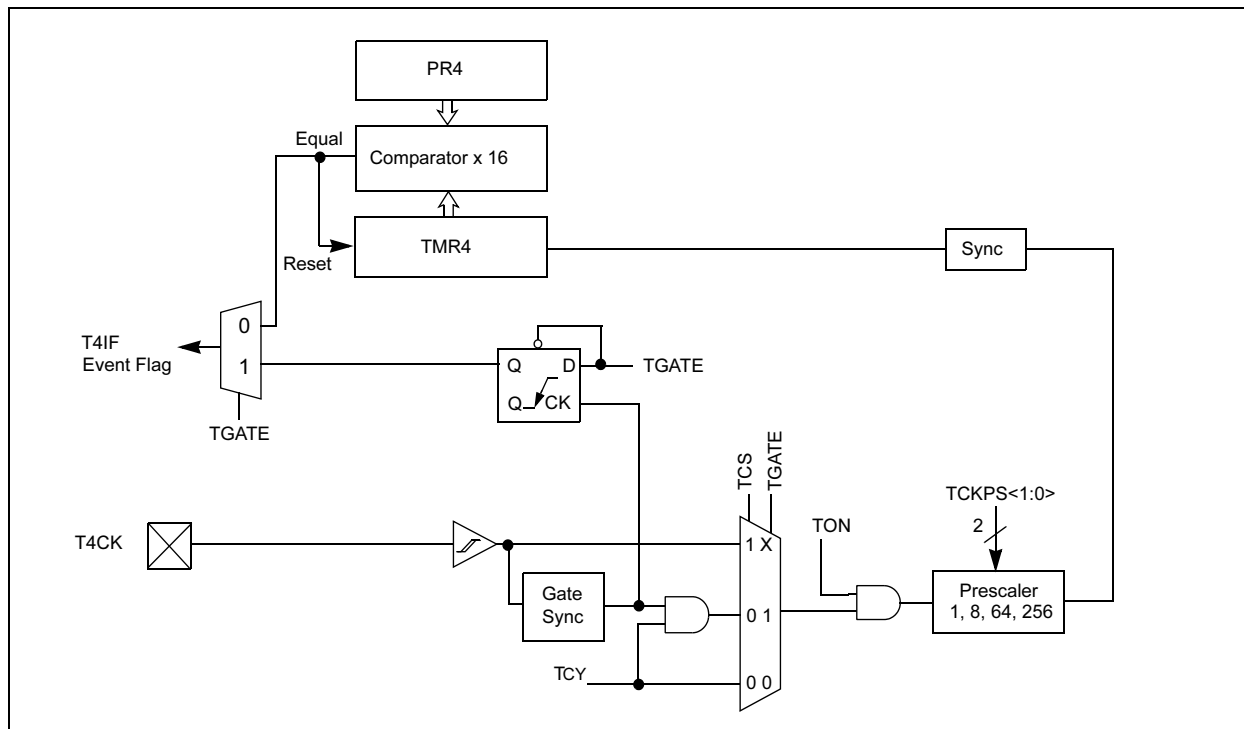 PR4
Equal
Comparator x 16
TMR4
Reset
Sync
0
T4IF
Event Flag
1
Q
D
TGATE
Q
CK
TGATE
TCS
TGATE
TCKPS<1:0>
2
TON
T4CK
1 X
Prescaler
1, 8, 64, 256
Gate
Sync
0 1
TCY
0 0